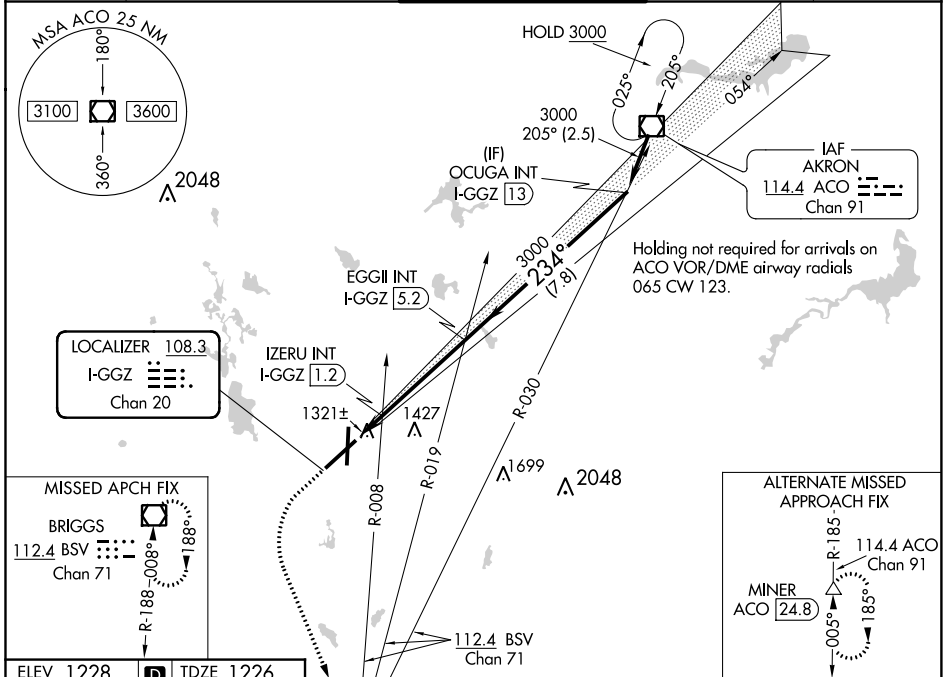 MSA ACO 25 NM
180°
3100
3600
360°
2048
HOLD 3000
025°
205°
054°
3000
205° (2.5)
(IF)
OCUGA INT
I-GGZ 13
IAF
AKRON
114.4 ACO
Chan 91
Holding not required for arrivals on
ACO VOR/DME airway radials
065 CW 123.
3000
234°
(7.8)
EGGII INT
I-GGZ 5.2
LOCALIZER 108.3
I-GGZ
Chan 20
IZERU INT
I-GGZ 1.2
1321±
1427
R-030
R-019
R-008
1699
2048
MISSED APCH FIX
BRIGGS
112.4 BSV
Chan 71
008°
188°
R-188
112.4 BSV
Chan 71
ALTERNATE MISSED
APPROACH FIX
R-185
114.4 ACO
Chan 91
MINER
ACO 24.8
005°
185°
ELEV 1228
D
TDZE 1226